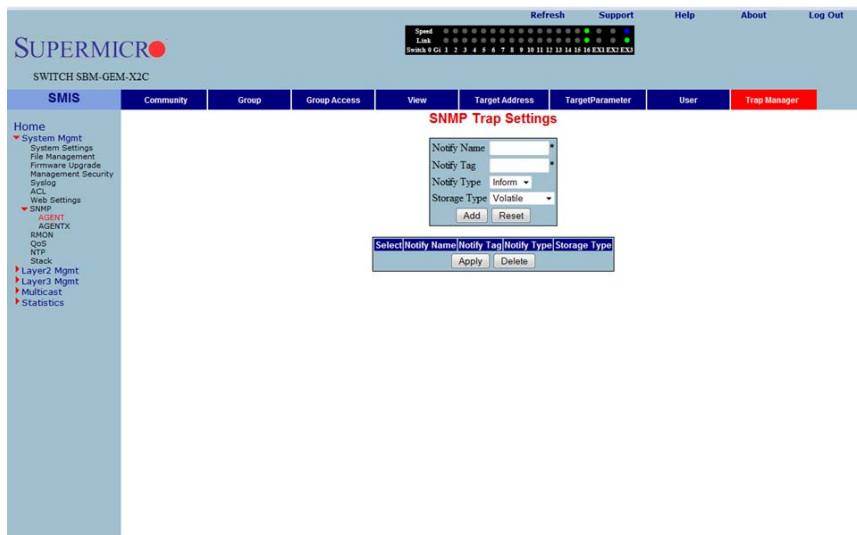 Refresh Support Help About Log Out
Speed
Link
Switch 0 Gi 1 2 3 4 5 6 7 8 9 10 11 12 13 14 15 16 EX1 EX2 EX3
SUPERMICRO
SWITCH SBM-GEM-X2C
SMIS
Community Group Group Access View Target Address TargetParameter User Trap Manager
Home
System Mgmt
System Settings
File Management
Firmware Upgrade
Management Security
Syslog
ACL
Web Settings
SNMP
AGENT
AGENTX
RMON
QoS
NTP
Stack
Layer2 Mgmt
Layer3 Mgmt
Multicast
Statistics
SNMP Trap Settings
Notify Name *
Notify Tag *
Notify Type Inform
Storage Type Volatile
Add Reset
Select Notify Name Notify Tag Notify Type Storage Type
Apply Delete